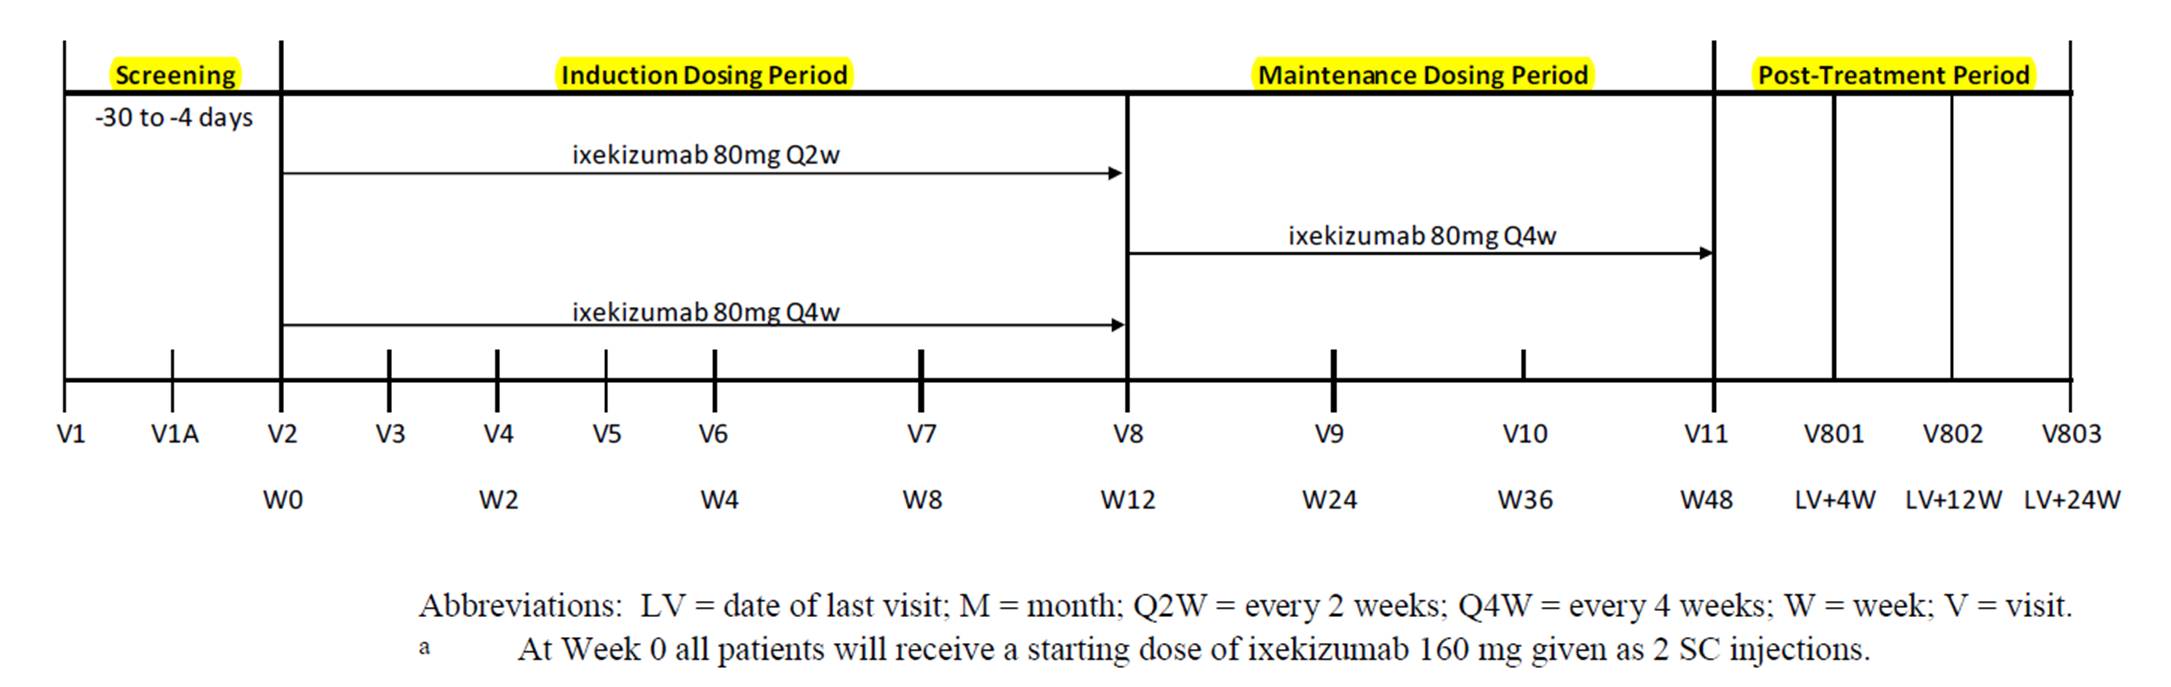 Screening Induction Dosing Period Maintenance Dosing Period Post-Treatment Period
-30 to -4 days
ixekizumab 80mg Q2w
ixekizumab 80mg Q4w
ixekizumab 80mg Q4w
V1 V1A V2 V3 V4 V5 V6 V7 V8 V9 V10 V11 V801 V802 V803
W0 W2 W4 W8 W12 W24 W36 W48 LV+4W LV+12W LV+24W
Abbreviations: LV = date of last visit; M = month; Q2W = every 2 weeks; Q4W = every 4 weeks; W = week; V = visit.
a At Week 0 all patients will receive a starting dose of ixekizumab 160 mg given as 2 SC injections.